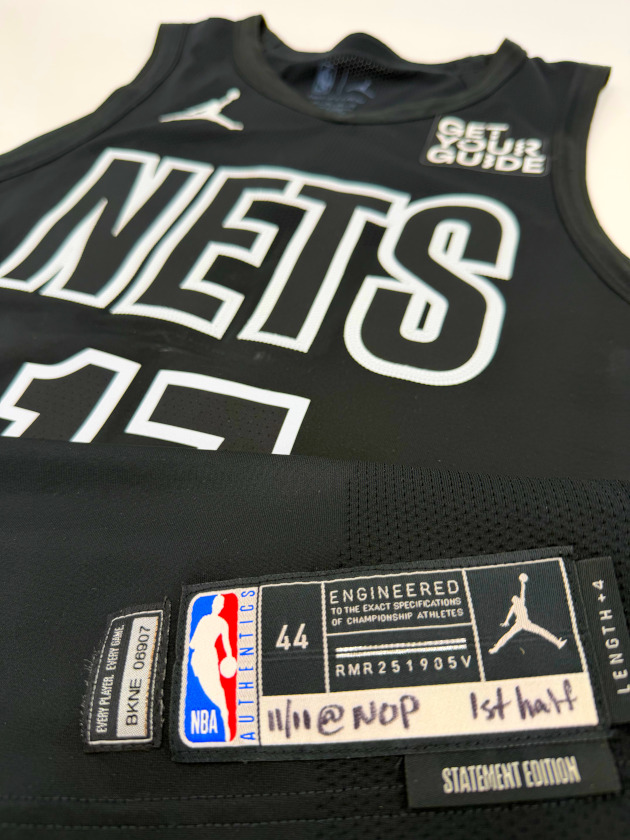 GET
YOUR
GUIDE
NETS
17
EVERY PLAYER. EVERY GAME
BKNE 06907
NBA
AUTHENTICS
44
ENGINEERED
TO THE EXACT SPECIFICATIONS
OF CHAMPIONSHIP ATHLETES
RMR251905V
11/11@NOP 1st half
LENGTH+4
STATEMENT EDITION